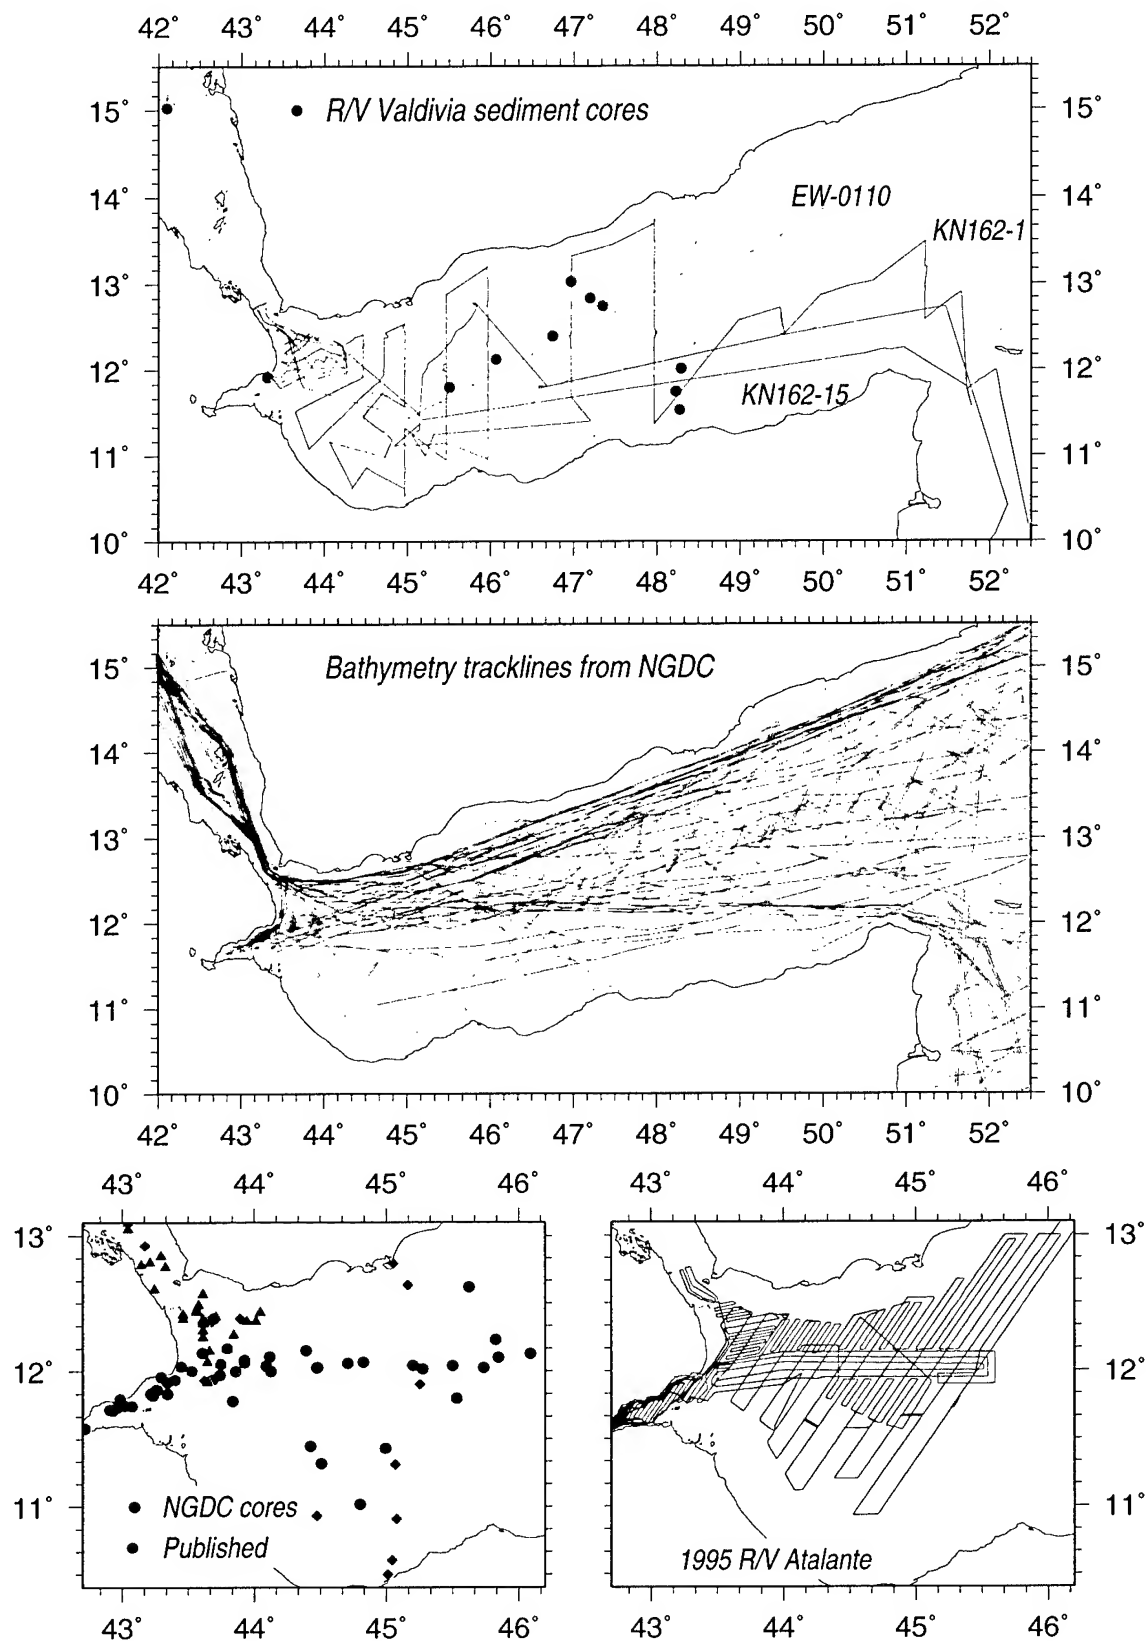 42° 43° 44° 45° 46° 47° 48° 49° 50° 51° 52°
15° R/V Valdivia sediment cores 15°
14° EW-0110 14°
KN162-1
13° 13°
12° 12°
KN162-15
11° 11°
10° 10°
42° 43° 44° 45° 46° 47° 48° 49° 50° 51° 52°
15° Bathymetry tracklines from NGDC 15°
14° 14°
13° 13°
12° 12°
11° 11°
10° 10°
42° 43° 44° 45° 46° 47° 48° 49° 50° 51° 52°
43° 44° 45° 46°
13°
12°
11° NGDC cores
Published
43° 44° 45° 46°
43° 44° 45° 46°
13°
12°
11°
1995 R/V Atalante
43° 44° 45° 46°